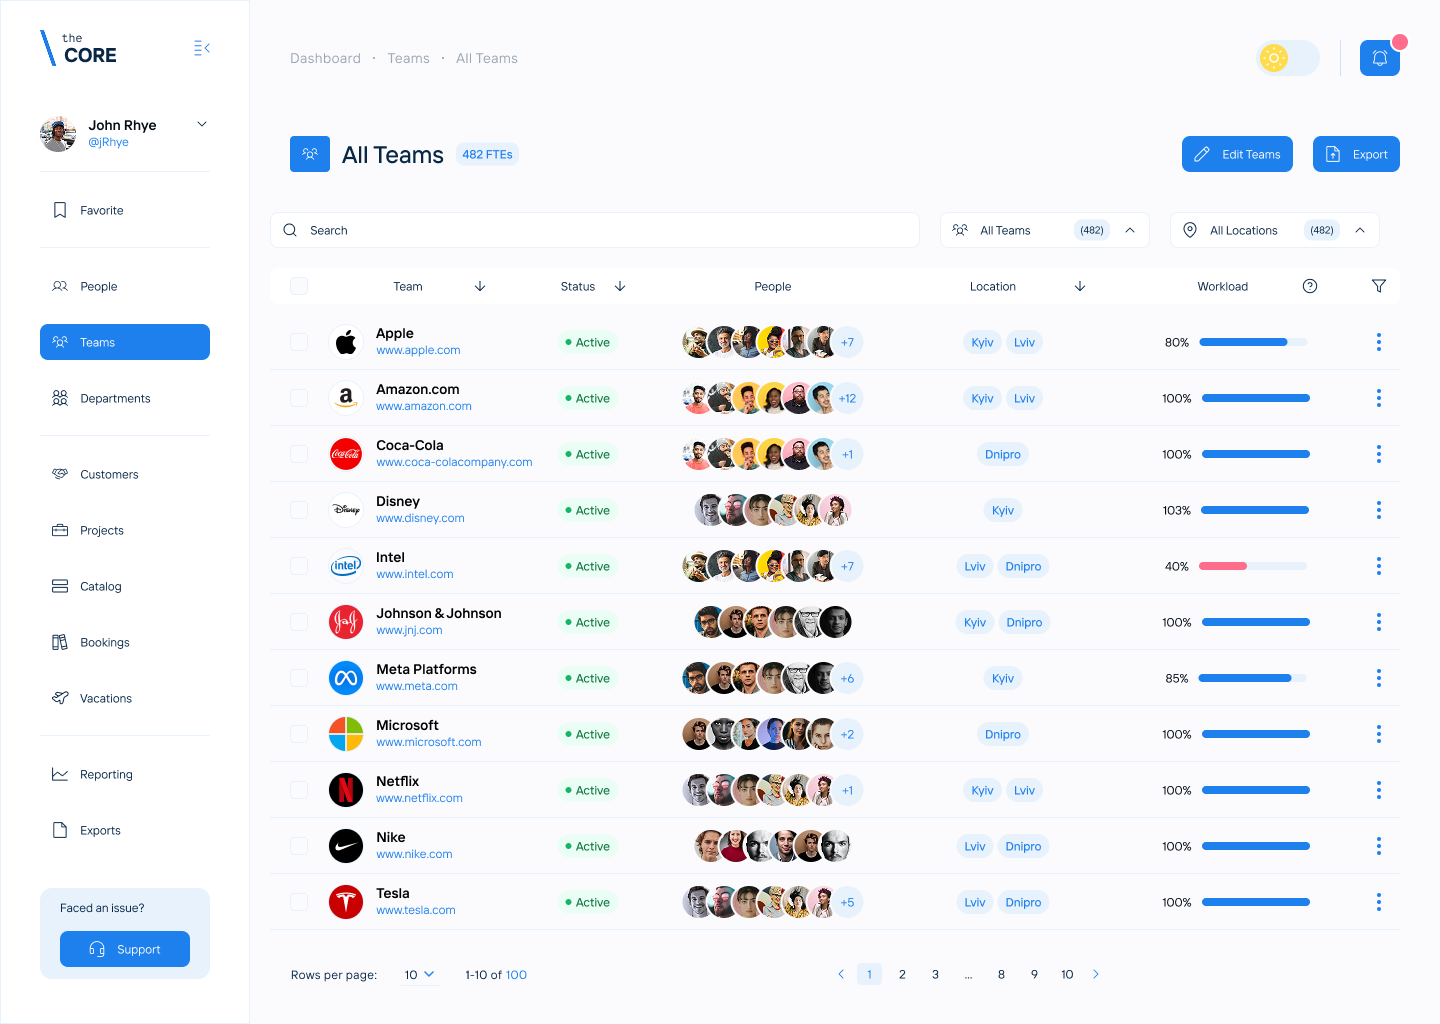 the
CORE
John Rhye
@jRhye
Favorite
People
Teams
Departments
Customers
Projects
Catalog
Bookings
Vacations
Reporting
Exports
Faced an issue?
Support
Dashboard · Teams · All Teams
All Teams 482 FTEs
Edit Teams
Export
Search
All Teams (482)
All Locations (482)
Team Status People Location Workload ?
Apple
www.apple.com
Active +7 Kyiv Lviv 80%
a
Amazon.com
www.amazon.com
Active +12 Kyiv Lviv 100%
Coca-Cola
Coca-Cola
www.coca-colacompany.com
Active +1 Dnipro 100%
Disney
Disney
www.disney.com
Active Kyiv 103%
intel
Intel
www.intel.com
Active +7 Lviv Dnipro 40%
J&J
Johnson & Johnson
www.jnj.com
Active Kyiv Dnipro 100%
Meta Platforms
www.meta.com
Active +6 Kyiv 85%
Microsoft
www.microsoft.com
Active +2 Dnipro 100%
N
Netflix
www.netflix.com
Active +1 Kyiv Lviv 100%
Nike
www.nike.com
Active Lviv Dnipro 100%
T
Tesla
www.tesla.com
Active +5 Lviv Dnipro 100%
Rows per page: 10 1-10 of 100
1 2 3 ... 8 9 10